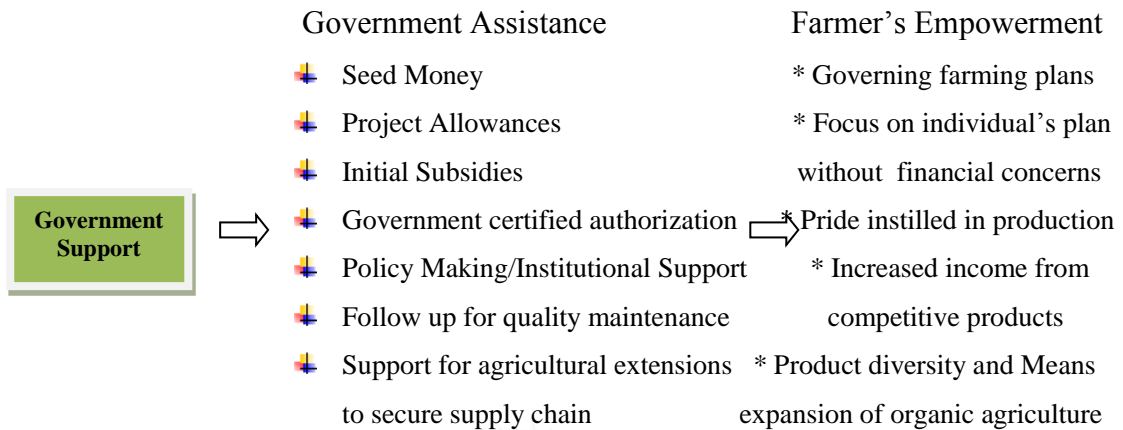 Government Assistance
Farmer’s Empowerment
Government
Support
Seed Money
Project Allowances
Initial Subsidies
Government certified authorization
Policy Making/Institutional Support
Follow up for quality maintenance
Support for agricultural extensions
to secure supply chain
* Governing farming plans
* Focus on individual’s plan
without financial concerns
* Pride instilled in production
* Increased income from
competitive products
* Product diversity and Means
expansion of organic agriculture